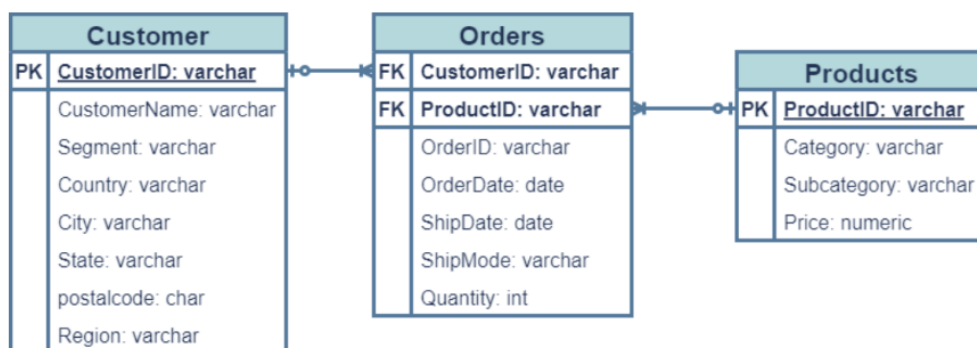 Customer
PK CustomerID: varchar
CustomerName: varchar
Segment: varchar
Country: varchar
City: varchar
State: varchar
postalcode: char
Region: varchar
Orders
FK CustomerID: varchar
FK ProductID: varchar
OrderID: varchar
OrderDate: date
ShipDate: date
ShipMode: varchar
Quantity: int
Products
PK ProductID: varchar
Category: varchar
Subcategory: varchar
Price: numeric